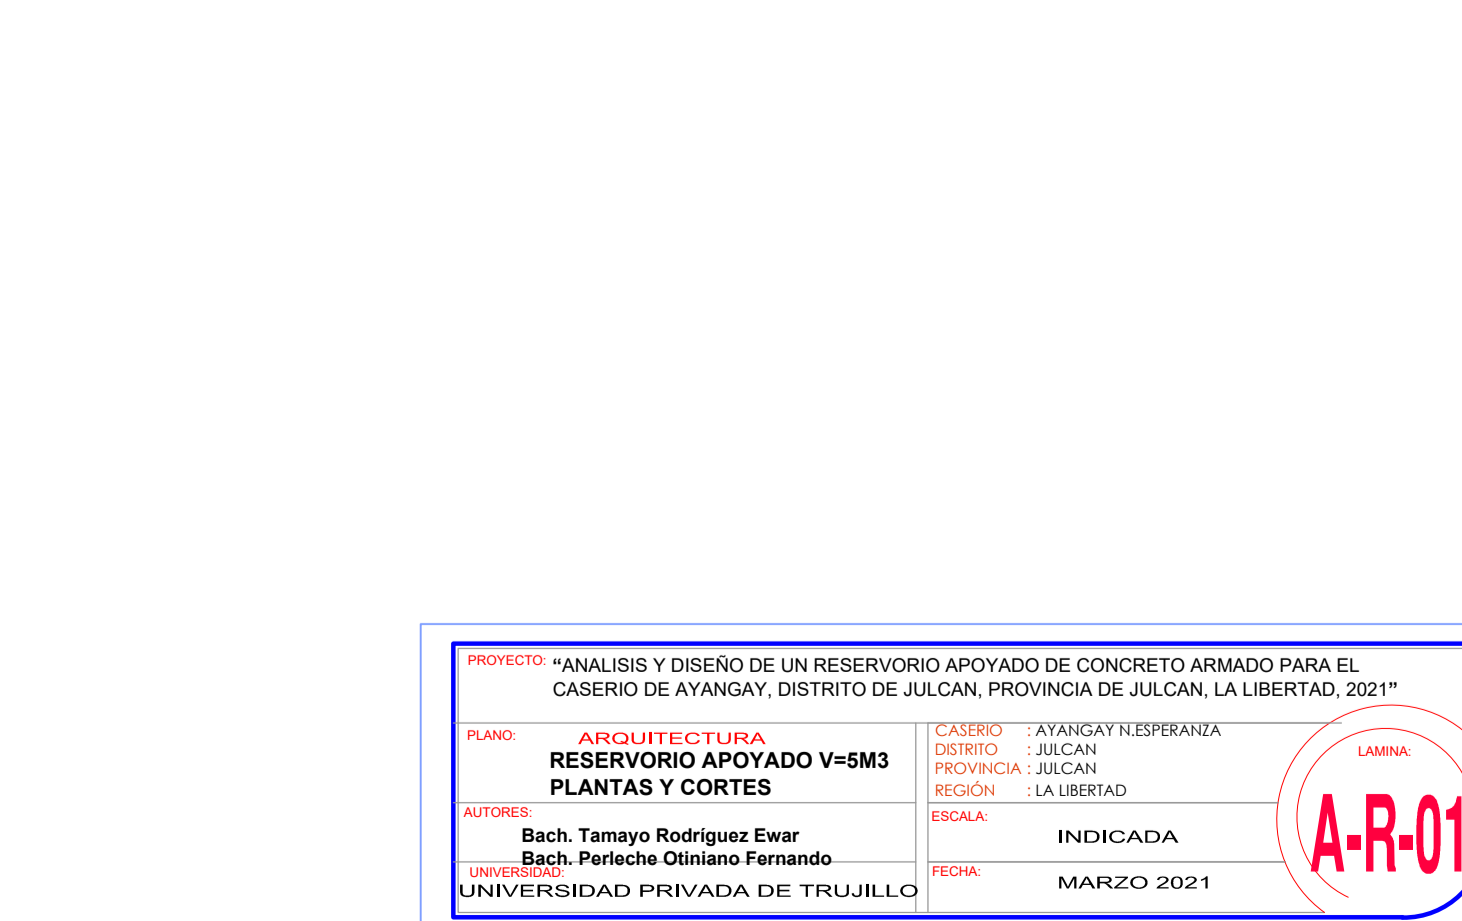 PROYECTO: “ANALISIS Y DISEÑO DE UN RESERVORIO APOYADO DE CONCRETO ARMADO PARA EL
CASERIO DE AYANGAY, DISTRITO DE JULCAN, PROVINCIA DE JULCAN, LA LIBERTAD, 2021”
PLANO: ARQUITECTURA
RESERVORIO APOYADO V=5M3
PLANTAS Y CORTES
CASERIO : AYANGAY N.ESPERANZA
DISTRITO : JULCAN
PROVINCIA : JULCAN
REGIÓN : LA LIBERTAD
LAMINA:
A-R-01
AUTORES:
Bach. Tamayo Rodríguez Ewar
Bach. Perleche Otiniano Fernando
ESCALA:
INDICADA
UNIVERSIDAD:
UNIVERSIDAD PRIVADA DE TRUJILLO
FECHA:
MARZO 2021